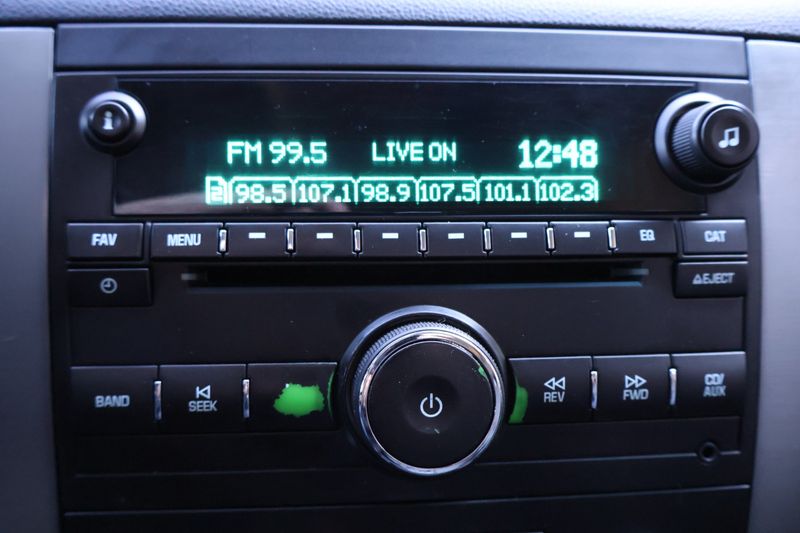 i
FM 99.5 LIVE ON 12:48
2 98.5 107.1 98.9 107.5 101.1 102.3
FAV MENU EQ CAT
EJECT
BAND SEEK REV FWD CD/AUX